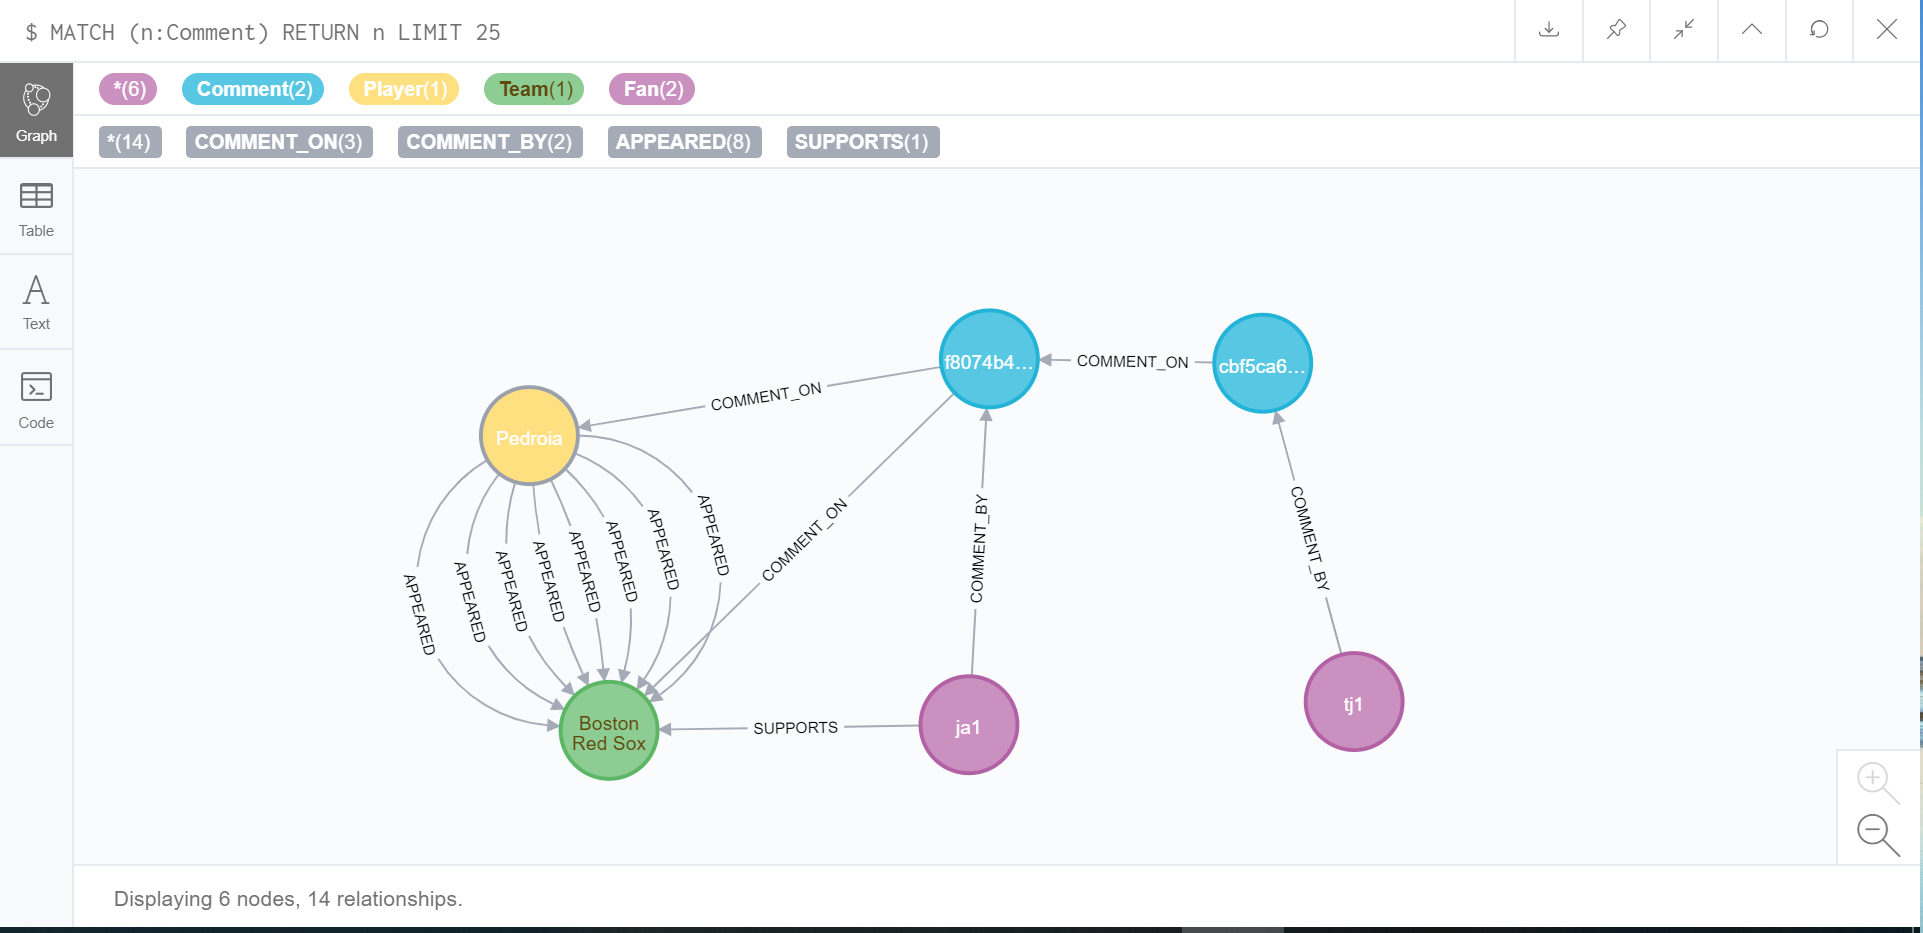 $ MATCH (n:Comment) RETURN n LIMIT 25
*(6) Comment(2) Player(1) Team(1) Fan(2)
*(14) COMMENT_ON(3) COMMENT_BY(2) APPEARED(8) SUPPORTS(1)
Graph
Table
Text
Code
f8074b4...
COMMENT_ON
cbf5ca6...
COMMENT_ON
Pedroia
COMMENT_ON
COMMENT_BY
COMMENT_BY
APPEARED
APPEARED
APPEARED
APPEARED
APPEARED
APPEARED
APPEARED
APPEARED
Boston
Red Sox
SUPPORTS
ja1
tj1
Displaying 6 nodes, 14 relationships.